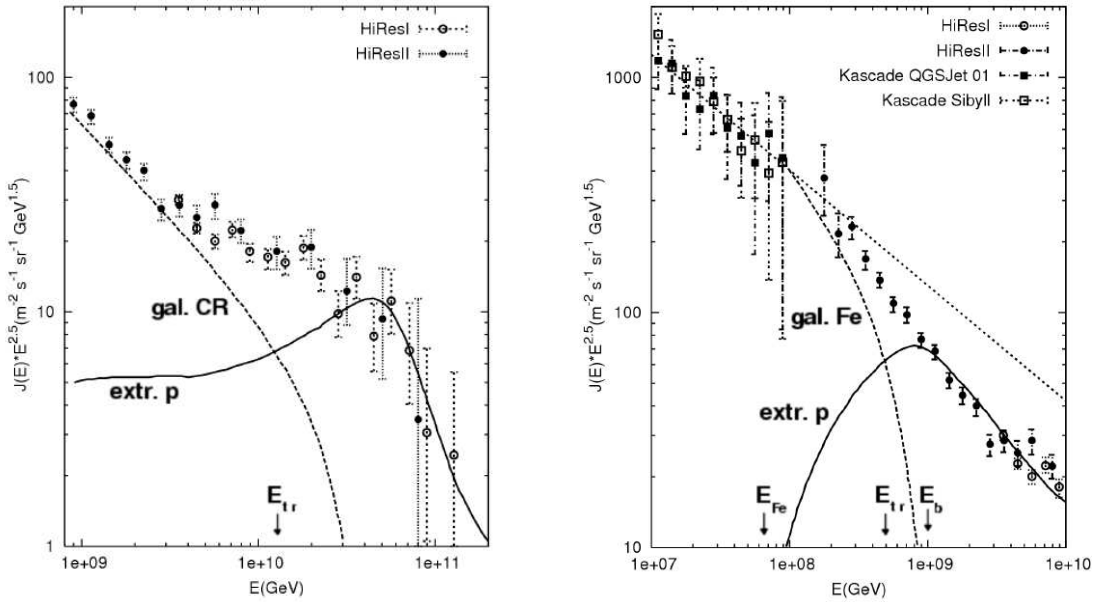 HiResI
HiResII
100
10
1
J(E)*E^2.5(m^-2 s^-1 sr^-1 GeV^1.5)
gal. CR
extr. p
E_tr
1e+09
1e+10
1e+11
E(GeV)
HiResI
HiResII
Kascade QGSJet 01
Kascade Sibyll
1000
100
10
J(E)*E^2.5(m^-2 s^-1 sr^-1 GeV^1.5)
gal. Fe
extr. p
E_Fe
E_tr
E_b
1e+07
1e+08
1e+09
1e+10
E(GeV)